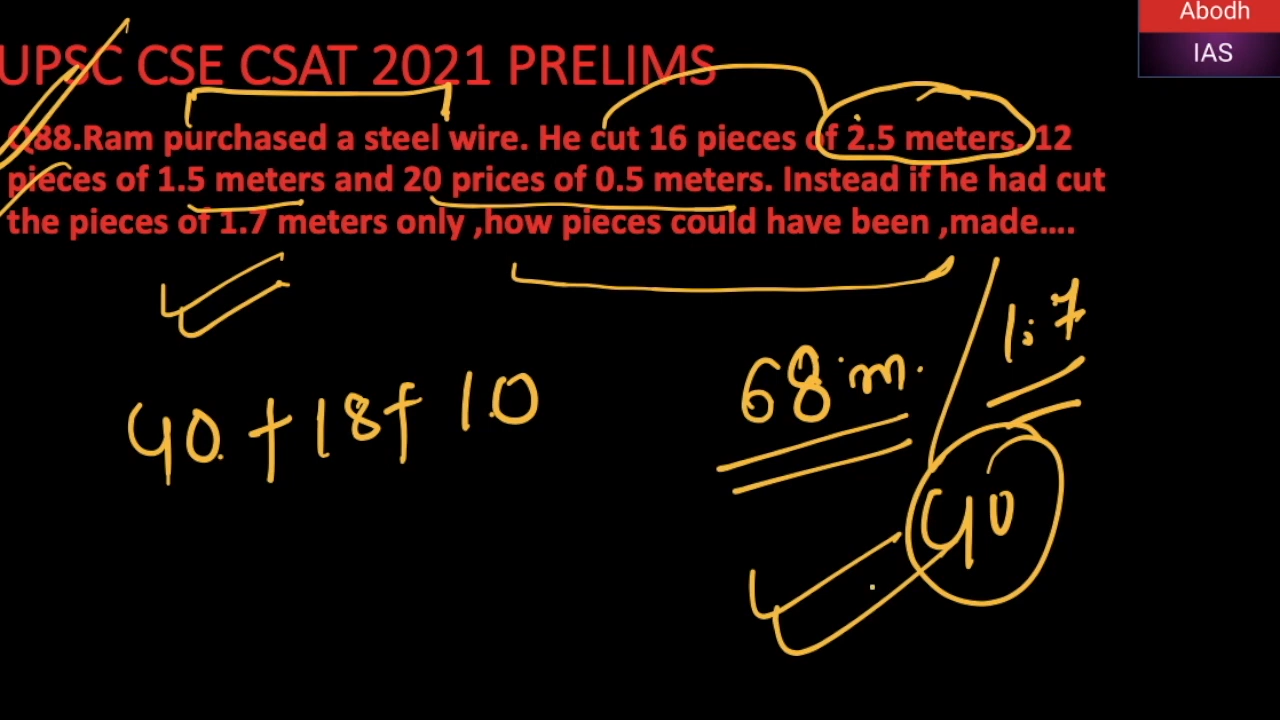 Abodh
IAS
UPSC CSE CSAT 2021 PRELIMS
Q88.Ram purchased a steel wire. He cut 16 pieces of 2.5 meters, 12
pieces of 1.5 meters and 20 prices of 0.5 meters. Instead if he had cut
the pieces of 1.7 meters only ,how pieces could have been ,made....
40 + 18 + 10
68 m.
1.7
40